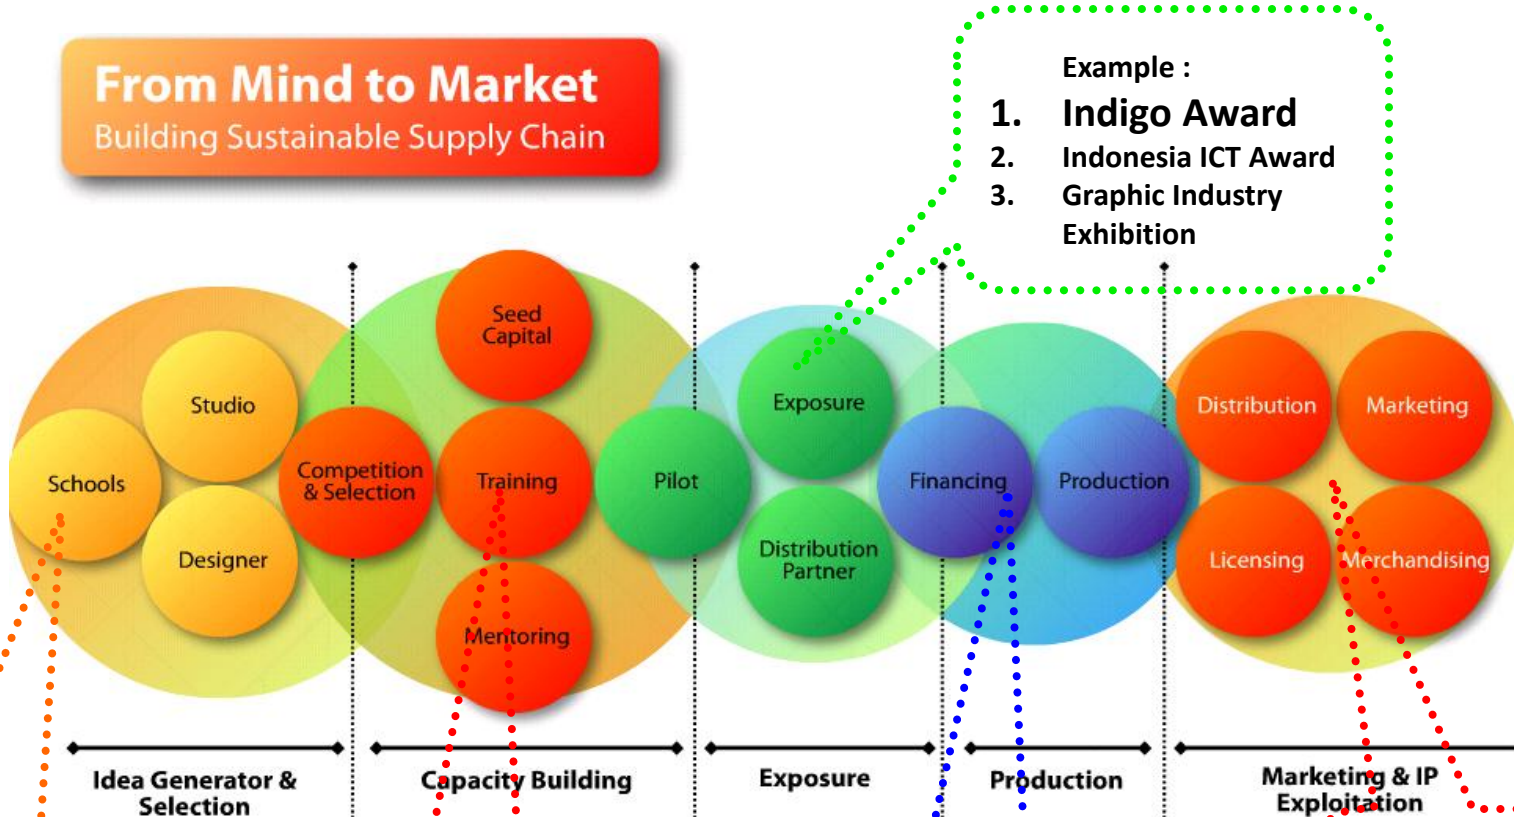 From Mind to Market
Building Sustainable Supply Chain
Example :
1. Indigo Award
2. Indonesia ICT Award
3. Graphic Industry
Exhibition
Seed
Capital
Studio
Exposure
Distribution
Marketing
Schools
Competition
& Selection
Training
Pilot
Financing
Production
Designer
Distribution
Partner
Licensing
Merchandising
Mentoring
Idea Generator &
Selection
Capacity Building
Exposure
Production
Marketing & IP
Exploitation